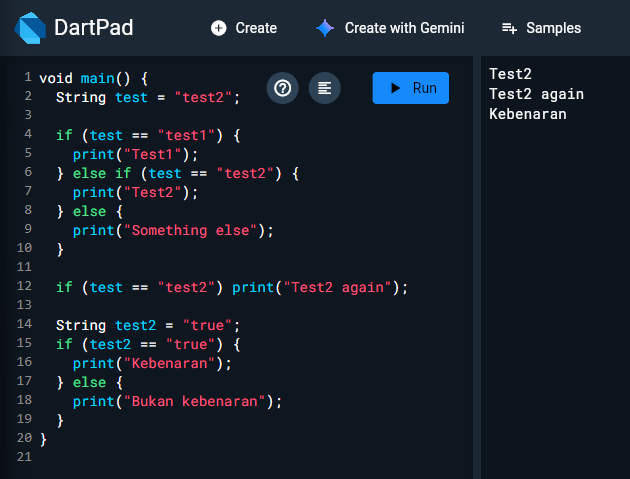 DartPad
Create
Create with Gemini
Samples
Run
1 void main() {
2   String test = "test2";
3
4   if (test == "test1") {
5     print("Test1");
6   } else if (test == "test2") {
7     print("Test2");
8   } else {
9     print("Something else");
10   }
11
12   if (test == "test2") print("Test2 again");
13
14   String test2 = "true";
15   if (test2 == "true") {
16     print("Kebenaran");
17   } else {
18     print("Bukan kebenaran");
19   }
20 }
21
Test2
Test2 again
Kebenaran